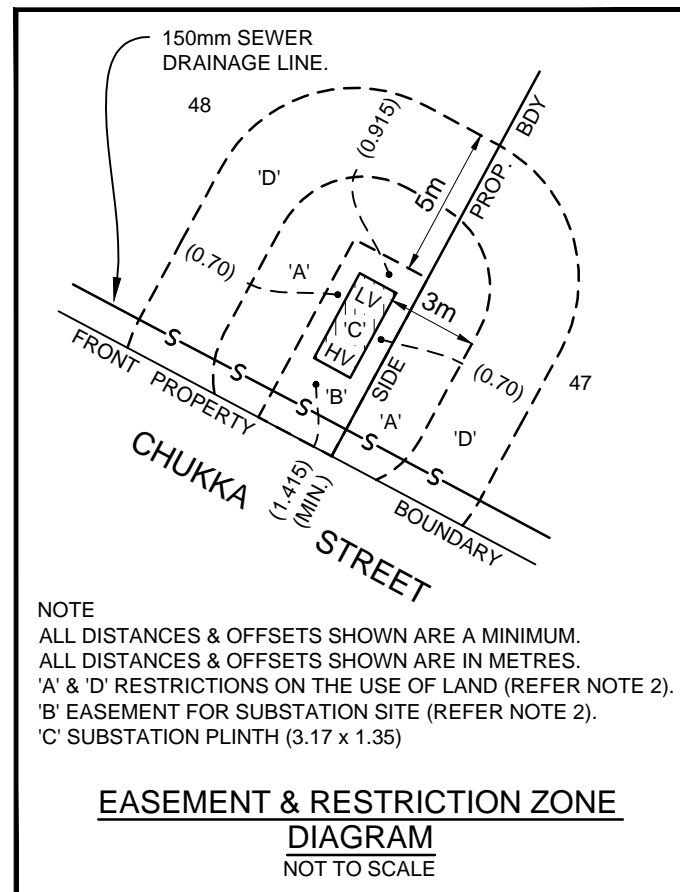 150mm SEWER
DRAINAGE LINE.
48
(0.915)
BDY
PROP.
'D'
5m
(0.70)
'A'
LV
3m
'C'
HV
SIDE
(0.70)
47
'B'
'A'
'D'
S
S
S
S
S
FRONT PROPERTY
BOUNDARY
CHUKKA
STREET
(1.415)
(MIN.)
NOTE
ALL DISTANCES & OFFSETS SHOWN ARE A MINIMUM.
ALL DISTANCES & OFFSETS SHOWN ARE IN METRES.
'A' & 'D' RESTRICTIONS ON THE USE OF LAND (REFER NOTE 2).
'B' EASEMENT FOR SUBSTATION SITE (REFER NOTE 2).
'C' SUBSTATION PLINTH (3.17 x 1.35)
EASEMENT & RESTRICTION ZONE
DIAGRAM
NOT TO SCALE